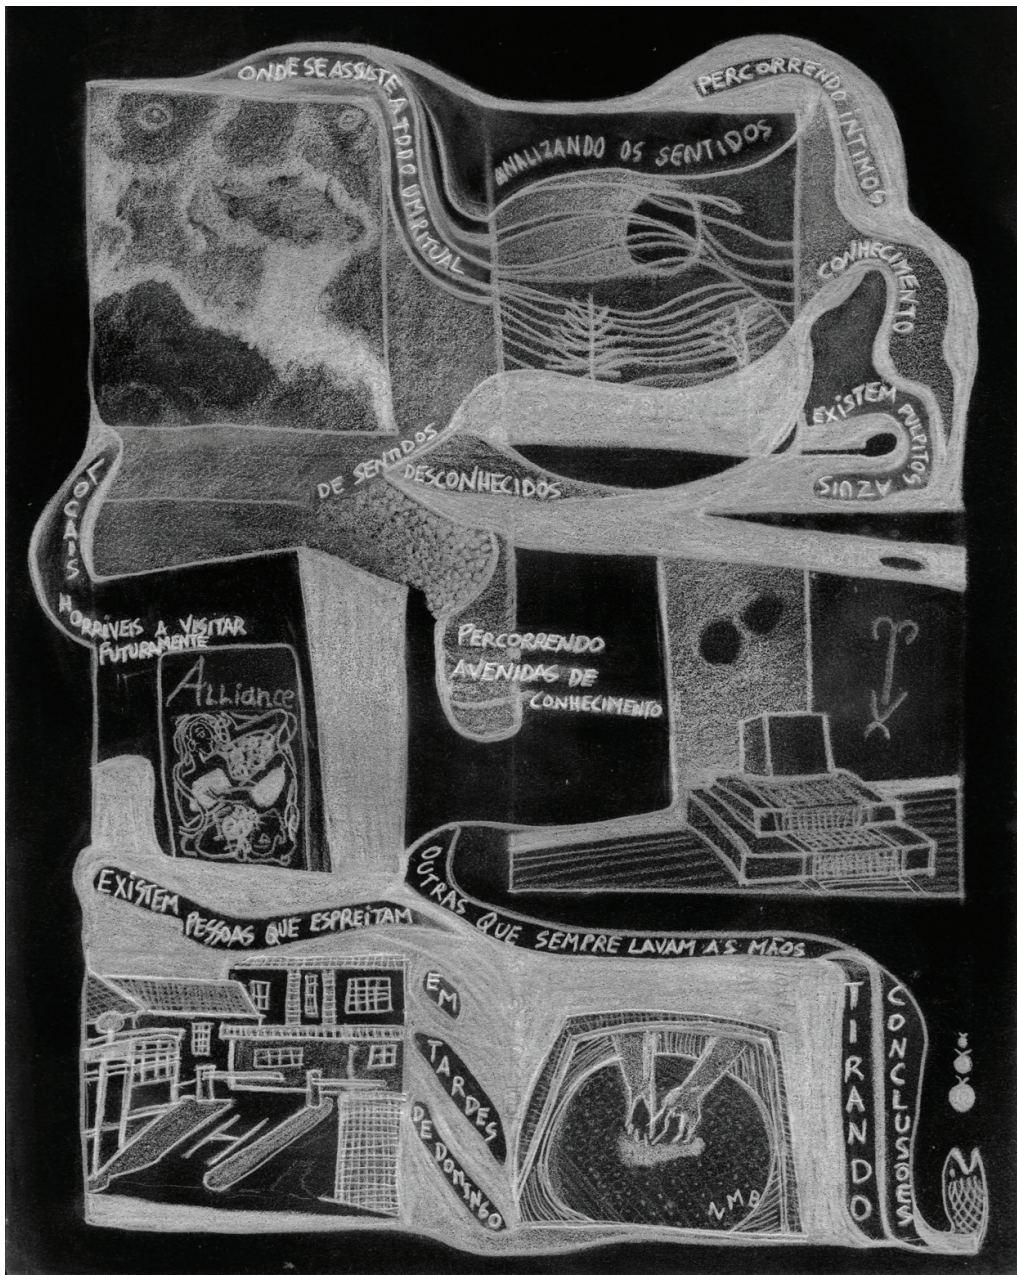 ONDE SE ASSISTE A TODO UM RITUAL
PERCORRENDO INTIMOS
ANALIZANDO OS SENTIDOS
CONHECIMENTO
EXISTEM PULPITOS
AZUIS
DE SENTIDOS
DESCONHECIDOS
LOCAIS HORRÍVEIS A VISITAR
FUTURAMENTE
ALLiance
PERCORRENDO
AVENIDAS DE
CONHECIMENTO
EXISTEM
PESSOAS QUE ESPREITAM
OUTRAS QUE SEMPRE LAVAM AS MÃOS
EM
TARDES
DE DOMINGO
TIRANDO
CONCLUSÕES
NMB